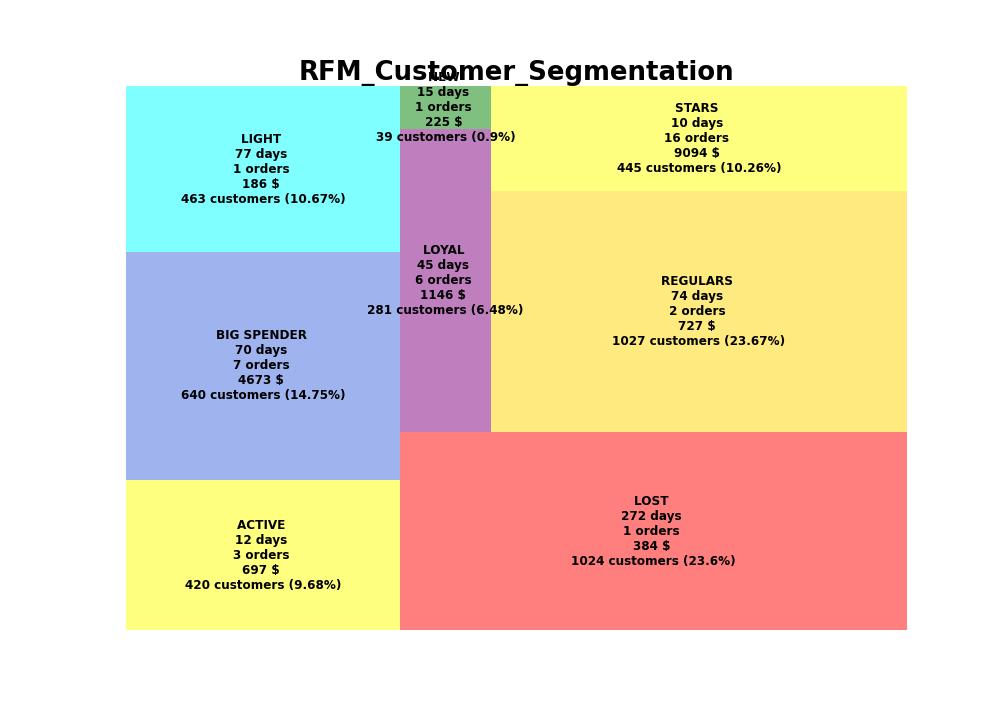 RFM_Customer_Segmentation
NEW
15 days
1 orders
225 $
39 customers (0.9%)
STARS
10 days
16 orders
9094 $
445 customers (10.26%)
LIGHT
77 days
1 orders
186 $
463 customers (10.67%)
LOYAL
45 days
6 orders
1146 $
281 customers (6.48%)
REGULARS
74 days
2 orders
727 $
1027 customers (23.67%)
BIG SPENDER
70 days
7 orders
4673 $
640 customers (14.75%)
LOST
272 days
1 orders
384 $
1024 customers (23.6%)
ACTIVE
12 days
3 orders
697 $
420 customers (9.68%)